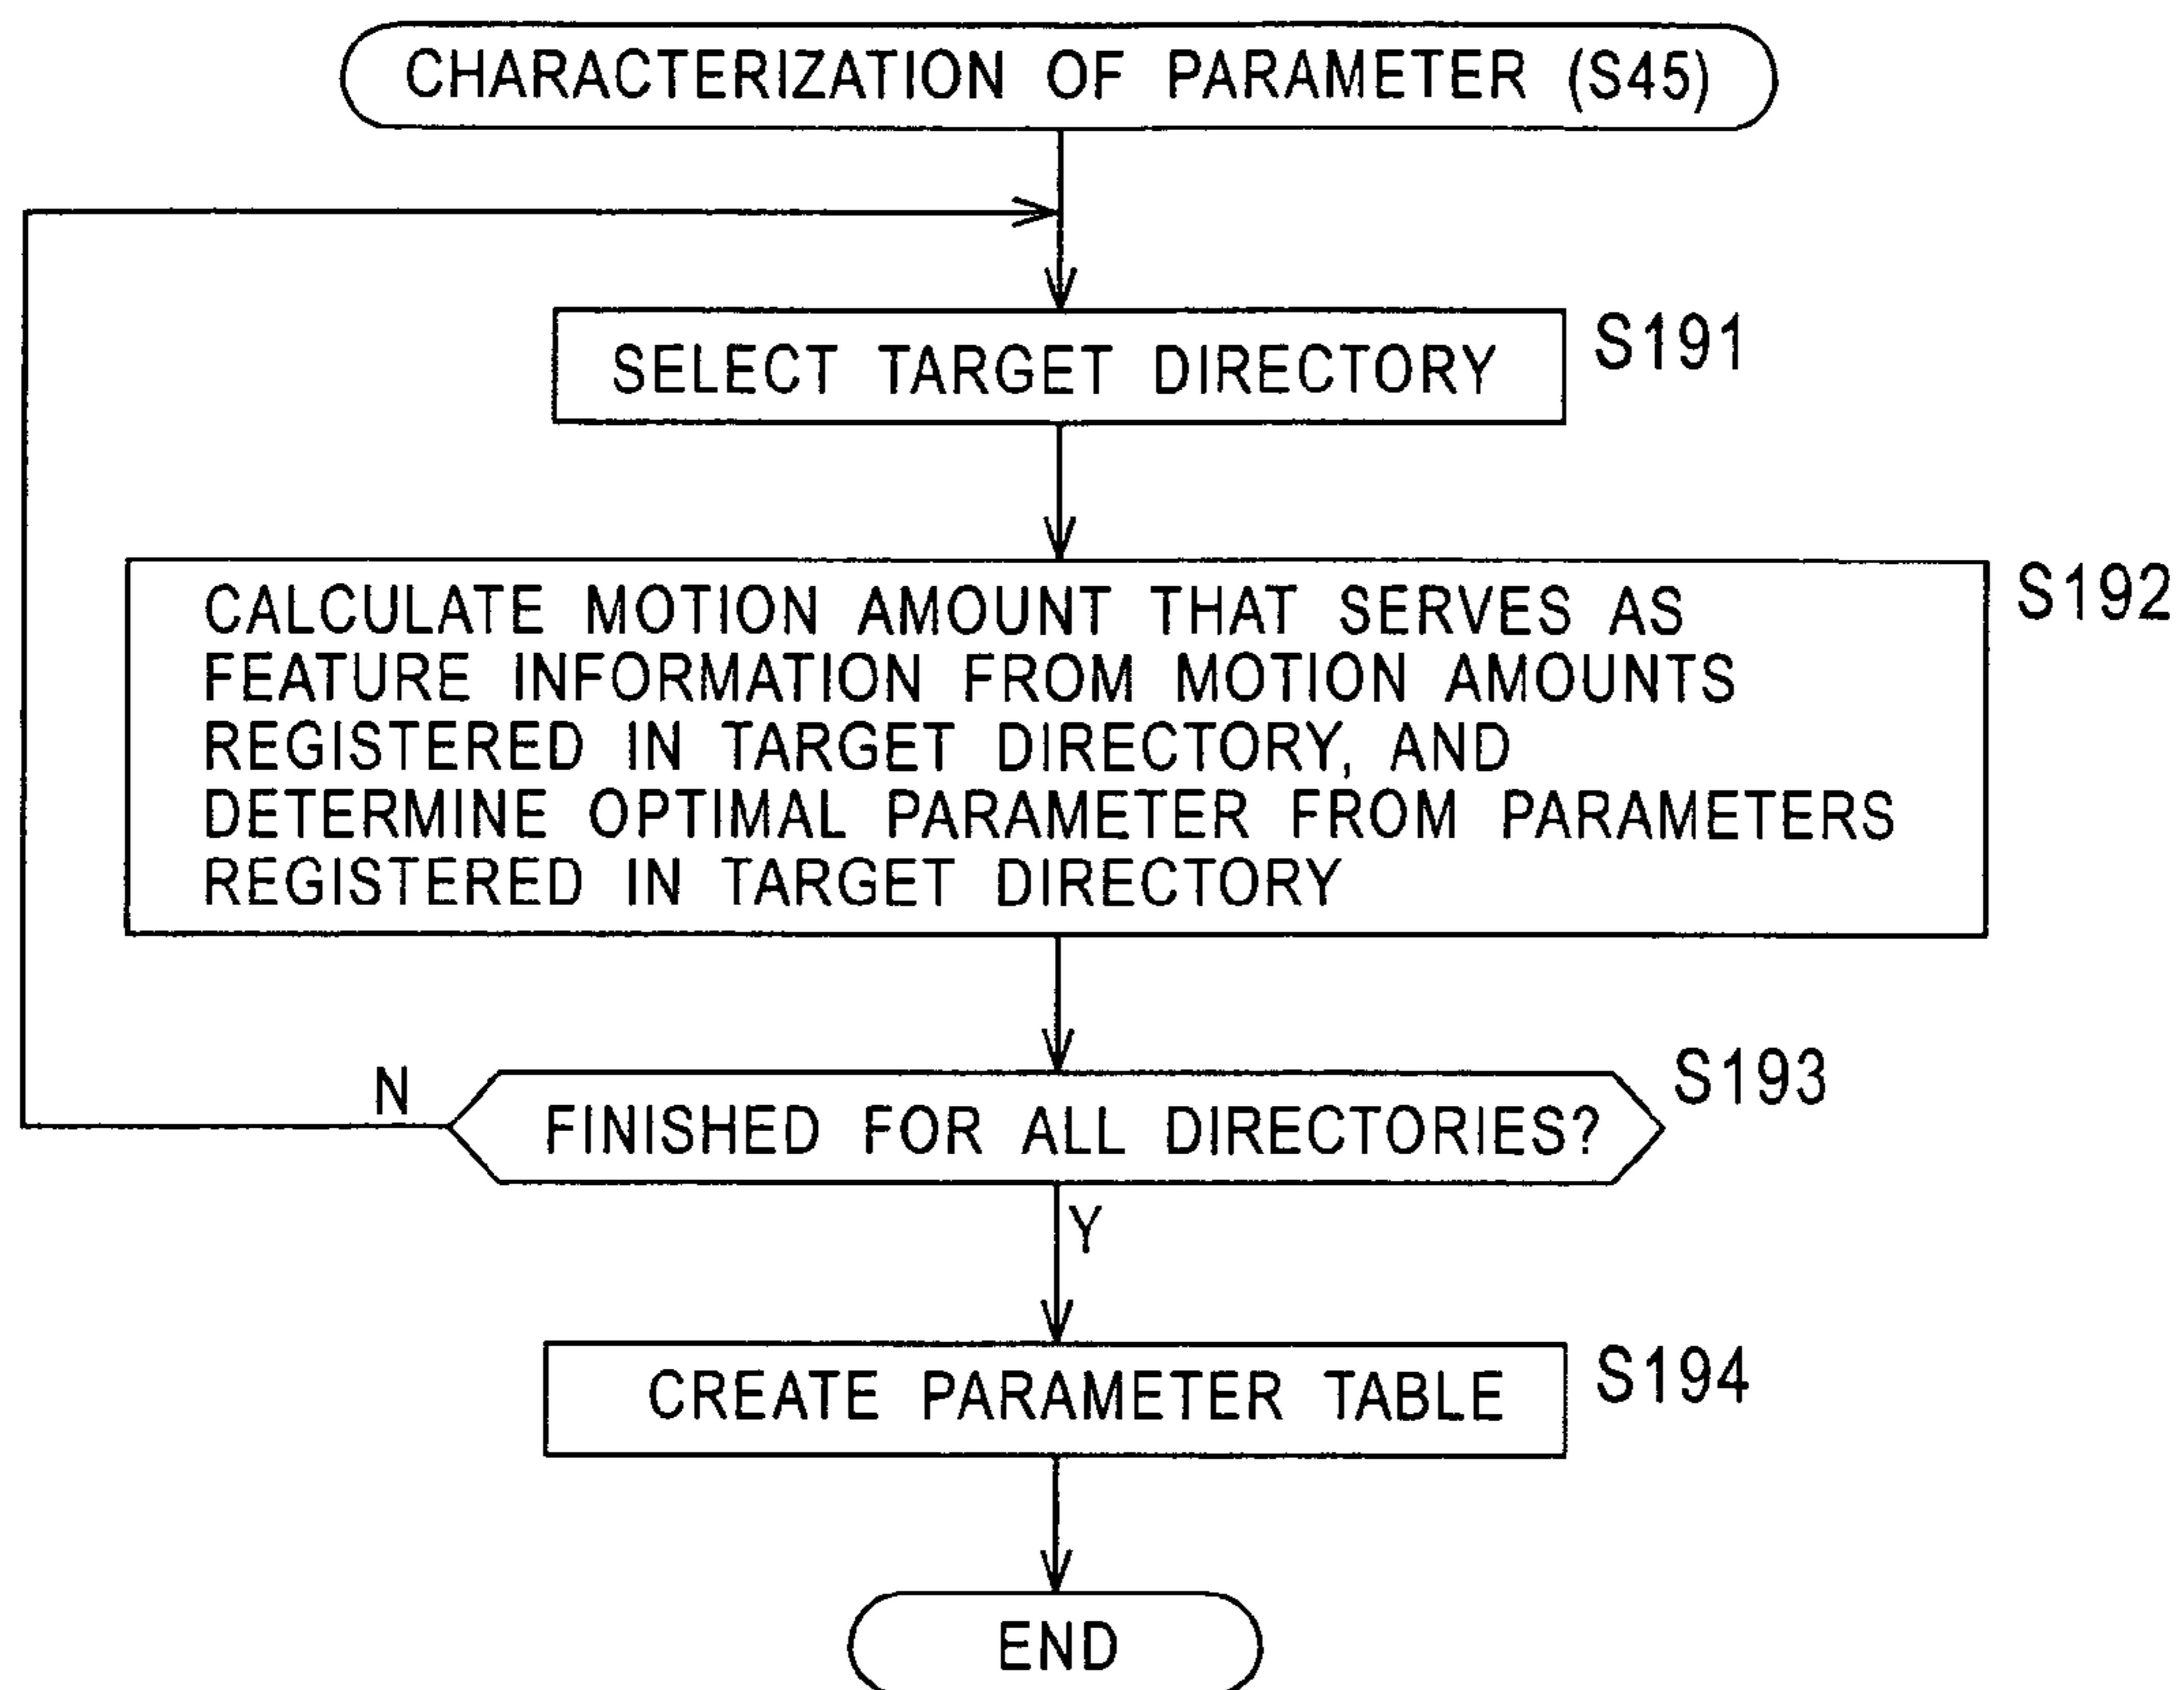 CHARACTERIZATION OF PARAMETER (S45)
SELECT TARGET DIRECTORY
S191
CALCULATE MOTION AMOUNT THAT SERVES AS
FEATURE INFORMATION FROM MOTION AMOUNTS
REGISTERED IN TARGET DIRECTORY, AND
DETERMINE OPTIMAL PARAMETER FROM PARAMETERS
REGISTERED IN TARGET DIRECTORY
S192
N
FINISHED FOR ALL DIRECTORIES?
S193
Y
CREATE PARAMETER TABLE
S194
END